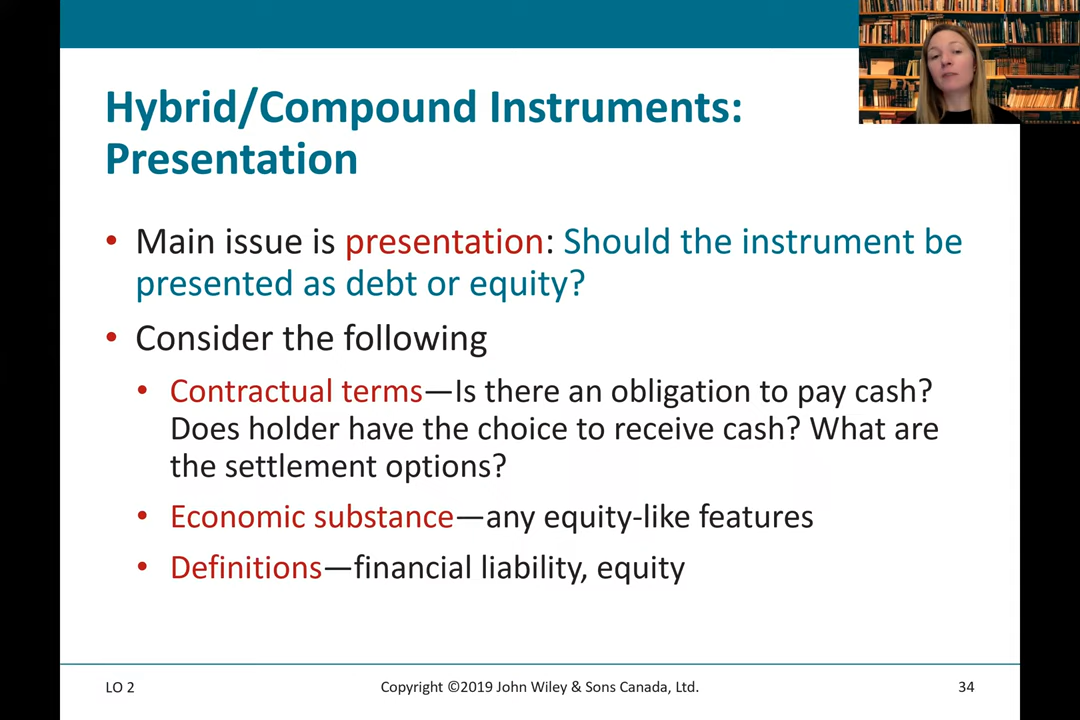 Hybrid/Compound Instruments:
Presentation
• Main issue is presentation: Should the instrument be
presented as debt or equity?
• Consider the following
• Contractual terms—Is there an obligation to pay cash?
Does holder have the choice to receive cash? What are
the settlement options?
• Economic substance—any equity-like features
• Definitions—financial liability, equity
LO 2
Copyright ©2019 John Wiley & Sons Canada, Ltd.
34